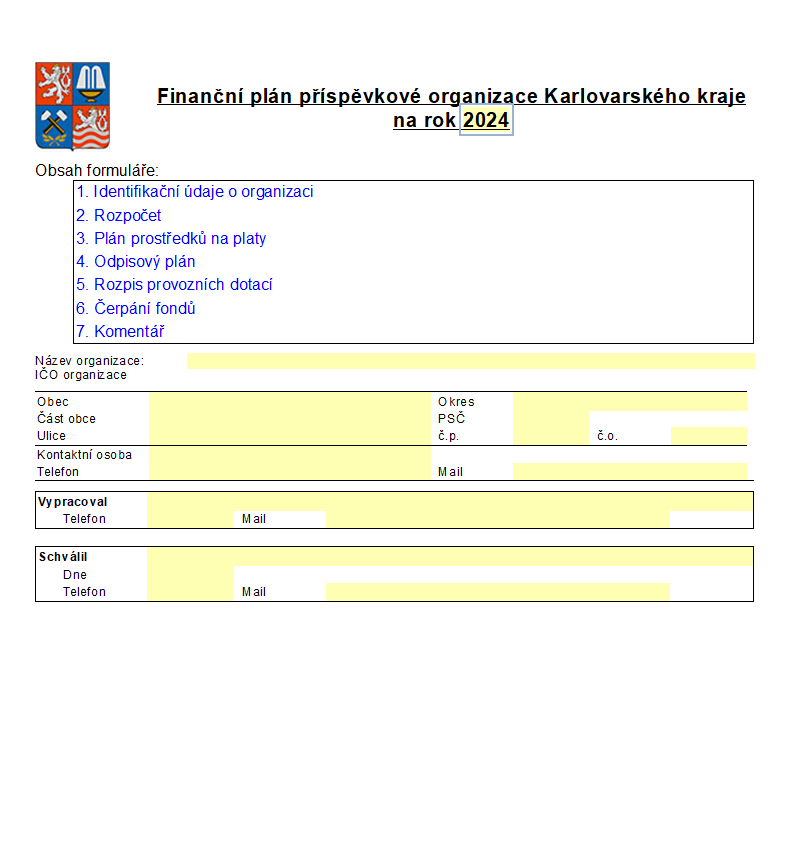 Finanční plán příspěvkové organizace Karlovarského kraje
na rok 2024
Obsah formuláře:
1. Identifikační údaje o organizaci
2. Rozpočet
3. Plán prostředků na platy
4. Odpisový plán
5. Rozpis provozních dotací
6. Čerpání fondů
7. Komentář
Název organizace:
IČO organizace
Obec Okres
Část obce PSČ
Ulice č.p. č.o.
Kontaktní osoba
Telefon Mail
Vypracoval
Telefon Mail
Schválil
Dne
Telefon Mail